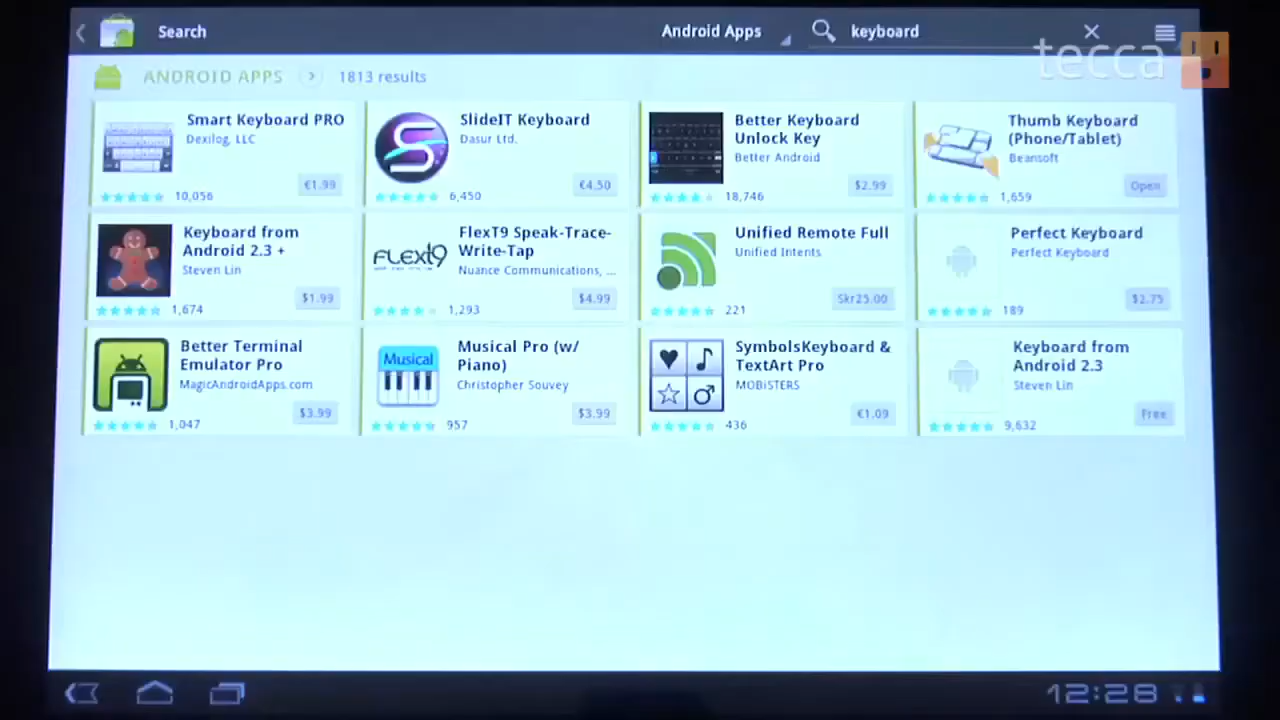 Search
Android Apps
keyboard
tecca
ANDROID APPS
1813 results
Smart Keyboard PRO
Dexilog, LLC
€1.99
10,056
SlideIT Keyboard
Dasur Ltd.
€4.50
6,450
Better Keyboard
Unlock Key
Better Android
$2.99
18,746
Thumb Keyboard
(Phone/Tablet)
Beansoft
Open
1,659
Keyboard from
Android 2.3 +
Steven Lin
$1.99
1,674
FLEXT9
FlexT9 Speak-Trace-
Write-Tap
Nuance Communications, ...
$4.99
1,293
Unified Remote Full
Unified Intents
Skr25.00
221
Perfect Keyboard
Perfect Keyboard
$2.75
189
Better Terminal
Emulator Pro
MagicAndroidApps.com
$3.99
1,047
Musical
Musical Pro (w/
Piano)
Christopher Souvey
$3.99
957
SymbolsKeyboard &
TextArt Pro
MOBiSTERS
€1.09
436
Keyboard from
Android 2.3
Steven Lin
Free
9,632
12:28